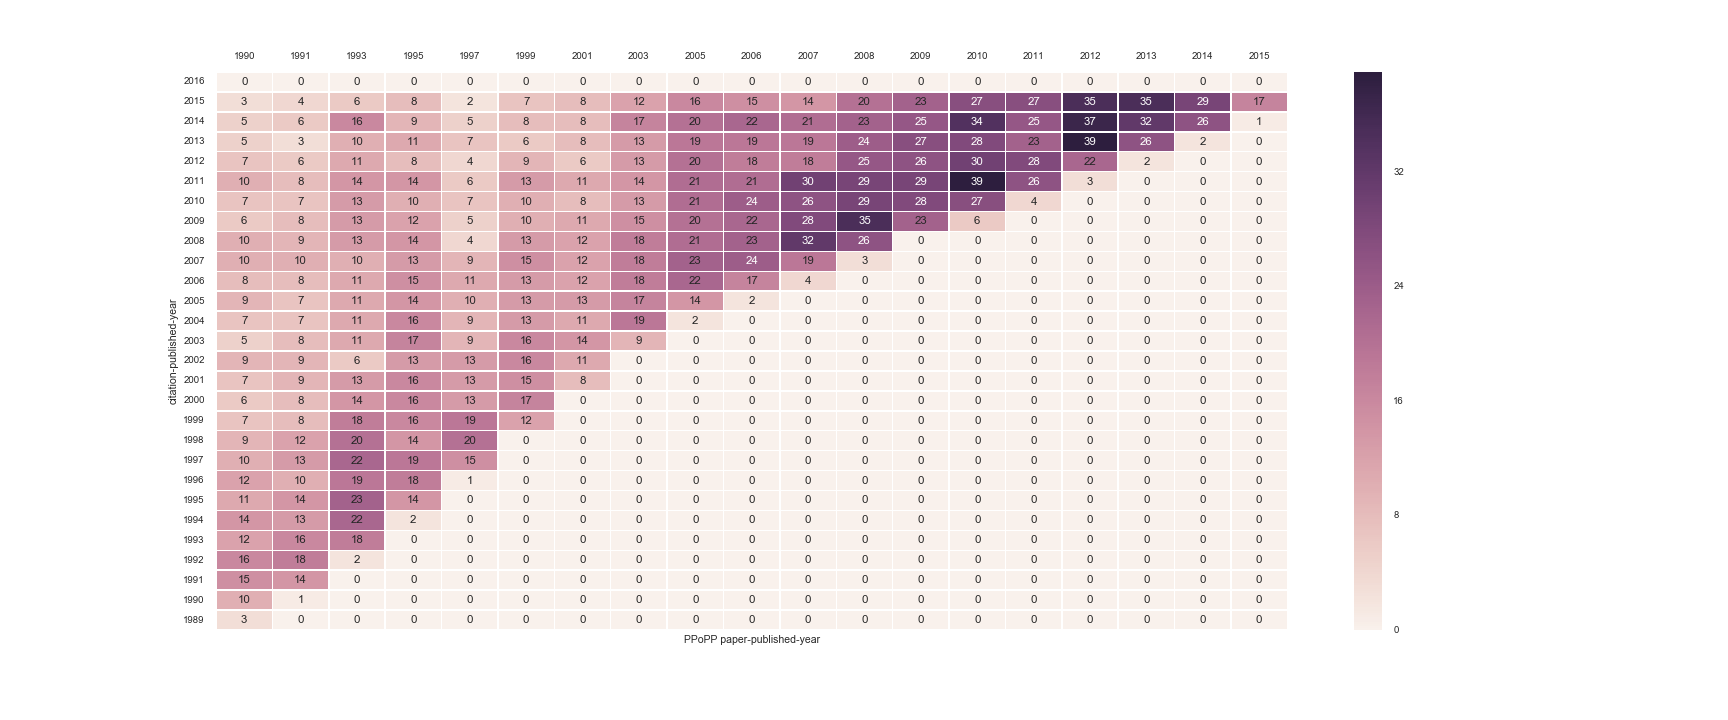 1990 1991 1993 1995 1997 1999 2001 2003 2005 2006 2007 2008 2009 2010 2011 2012 2013 2014 2015
2016 0 0 0 0 0 0 0 0 0 0 0 0 0 0 0 0 0 0 0
2015 3 4 6 8 2 7 8 12 16 15 14 20 23 27 27 35 35 29 17
2014 5 6 16 9 5 8 8 17 20 22 21 23 25 34 25 37 32 26 1
2013 5 3 10 11 7 6 8 13 19 19 19 24 27 28 23 39 26 2 0
2012 7 6 11 8 4 9 6 13 20 18 18 25 26 30 28 22 2 0 0
32
2011 10 8 14 14 6 13 11 14 21 21 30 29 29 39 26 3 0 0 0
2010 7 7 13 10 7 10 8 13 21 24 26 29 28 27 4 0 0 0 0
2009 6 8 13 12 5 10 11 15 20 22 28 35 23 6 0 0 0 0 0
2008 10 9 13 14 4 13 12 18 21 23 32 26 0 0 0 0 0 0 0
2007 10 10 10 13 9 15 12 18 23 24 19 3 0 0 0 0 0 0 0
2006 8 8 11 15 11 13 12 18 22 17 4 0 0 0 0 0 0 0 0
24
2005 9 7 11 14 10 13 13 17 14 2 0 0 0 0 0 0 0 0 0
2004 7 7 11 16 9 13 11 19 2 0 0 0 0 0 0 0 0 0 0
2003 5 8 11 17 9 16 14 9 0 0 0 0 0 0 0 0 0 0 0
citation-published-year
2002 9 9 6 13 13 16 11 0 0 0 0 0 0 0 0 0 0 0 0
2001 7 9 13 16 13 15 8 0 0 0 0 0 0 0 0 0 0 0 0
2000 6 8 14 16 13 17 0 0 0 0 0 0 0 0 0 0 0 0 0
16
1999 7 8 18 16 19 12 0 0 0 0 0 0 0 0 0 0 0 0 0
1998 9 12 20 14 20 0 0 0 0 0 0 0 0 0 0 0 0 0 0
1997 10 13 22 19 15 0 0 0 0 0 0 0 0 0 0 0 0 0 0
1996 12 10 19 18 1 0 0 0 0 0 0 0 0 0 0 0 0 0 0
1995 11 14 23 14 0 0 0 0 0 0 0 0 0 0 0 0 0 0 0
8
1994 14 13 22 2 0 0 0 0 0 0 0 0 0 0 0 0 0 0 0
1993 12 16 18 0 0 0 0 0 0 0 0 0 0 0 0 0 0 0 0
1992 16 18 2 0 0 0 0 0 0 0 0 0 0 0 0 0 0 0 0
1991 15 14 0 0 0 0 0 0 0 0 0 0 0 0 0 0 0 0 0
1990 10 1 0 0 0 0 0 0 0 0 0 0 0 0 0 0 0 0 0
1989 3 0 0 0 0 0 0 0 0 0 0 0 0 0 0 0 0 0 0
0
PPoPP paper-published-year